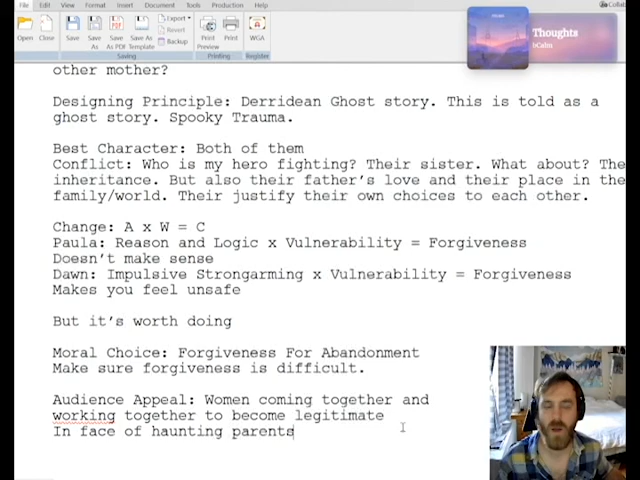 File Edit Format Insert Document Tools Production Help
Open
Close
Save
Save As
Save as PDF
Save As Template
Export
Revert
Backup
Print Preview
Print
WGA
Saving
Printing
Register
Thoughts
isCalm
other mother?
Designing Principle: Derridean Ghost story. This is told as a
ghost story. Spooky Trauma.
Best Character: Both of them
Conflict: Who is my hero fighting? Their sister. What about? The
inheritance. But also their father's love and their place in the
family/world. Their justify their own choices to each other.
Change: A x W = C
Paula: Reason and Logic x Vulnerability = Forgiveness
Doesn't make sense
Dawn: Impulsive Strongarming x Vulnerability = Forgiveness
Makes you feel unsafe
But it's worth doing
Moral Choice: Forgiveness For Abandonment
Make sure forgiveness is difficult.
Audience Appeal: Women coming together and
working together to become legitimate
In face of haunting parents